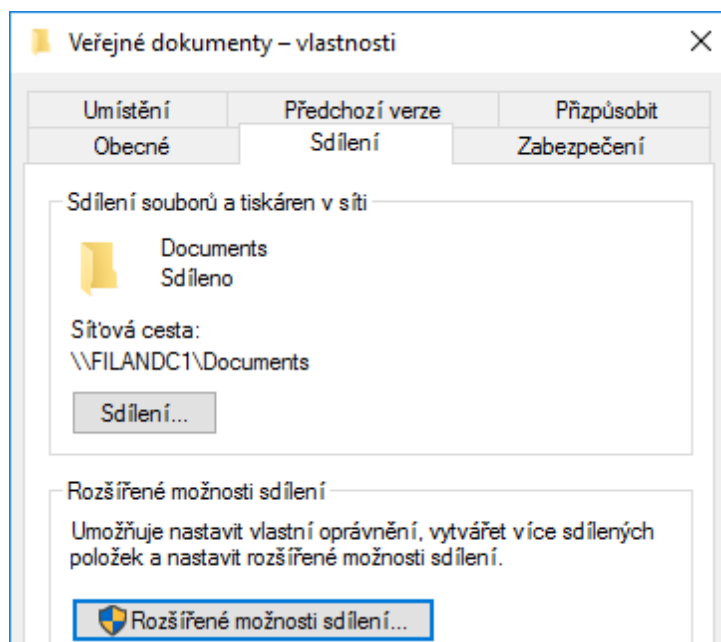 Veřejné dokumenty – vlastnosti
Umístění
Předchozí verze
Přizpůsobit
Obecné
Sdílení
Zabezpečení
Sdílení souborů a tiskáren v síti
Documents
Sdíleno
Síťová cesta:
\\FILANDC1\Documents
Sdílení...
Rozšířené možnosti sdílení
Umožňuje nastavit vlastní oprávnění, vytvářet více sdílených
položek a nastavit rozšířené možnosti sdílení.
Rozšířené možnosti sdílení...